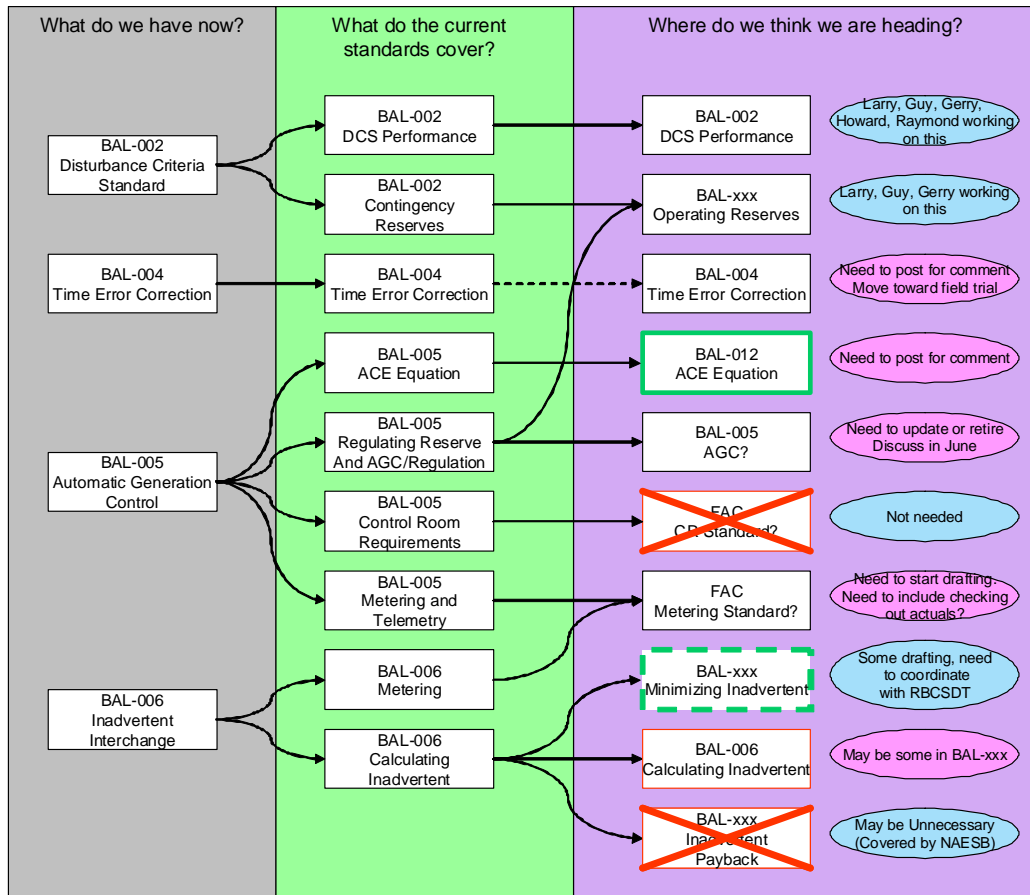 What do we have now?
What do the current
standards cover?
Where do we think we are heading?
BAL-002
Disturbance Criteria
Standard
BAL-004
Time Error Correction
BAL-005
Automatic Generation
Control
BAL-006
Inadvertent
Interchange
BAL-002
DCS Performance
BAL-002
Contingency
Reserves
BAL-004
Time Error Correction
BAL-005
ACE Equation
BAL-005
Regulating Reserve
And AGC/Regulation
BAL-005
Control Room
Requirements
BAL-005
Metering and
Telemetry
BAL-006
Metering
BAL-006
Calculating
Inadvertent
BAL-002
DCS Performance
BAL-xxx
Operating Reserves
BAL-004
Time Error Correction
BAL-012
ACE Equation
BAL-005
AGC?
FAC
CR Standard?
FAC
Metering Standard?
BAL-xxx
Minimizing Inadvertent
BAL-006
Calculating Inadvertent
BAL-xxx
Inadvertent
Payback
Larry, Guy, Gerry,
Howard, Raymond working
on this
Larry, Guy, Gerry working
on this
Need to post for comment
Move toward field trial
Need to post for comment
Need to update or retire
Discuss in June
Not needed
Need to start drafting.
Need to include checking
out actuals?
Some drafting, need
to coordinate
with RBCSDT
May be some in BAL-xxx
May be Unnecessary
(Covered by NAESB)